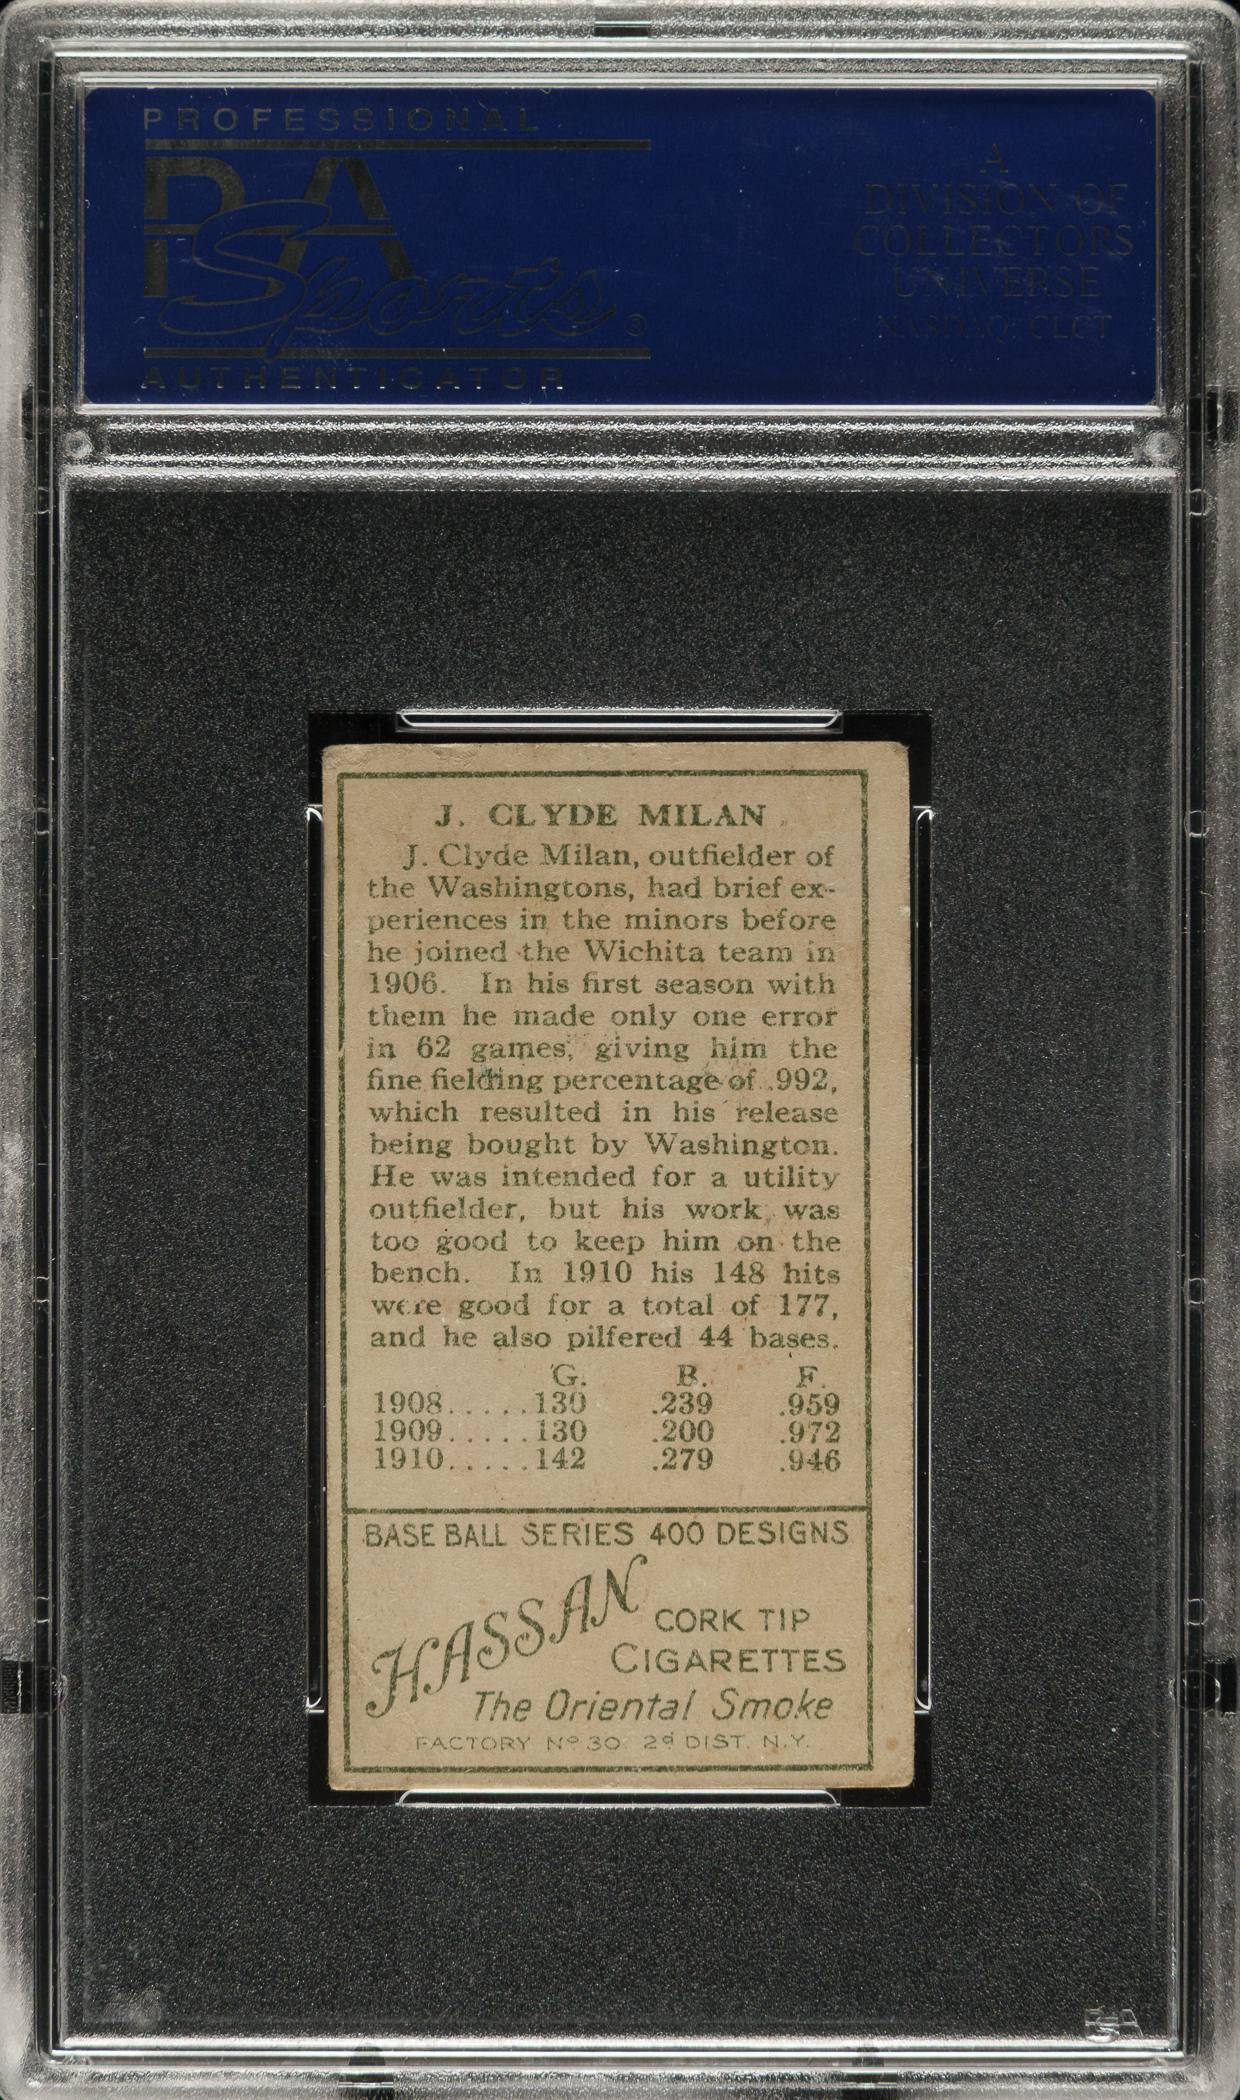 PROFESSIONAL
PSA
Sports®
AUTHENTICATOR
A
DIVISION OF
COLLECTORS
UNIVERSE
NASDAQ: CLCT
J. CLYDE MILAN
J. Clyde Milan, outfielder of
the Washingtons, had brief ex-
periences in the minors before
he joined the Wichita team in
1906. In his first season with
them he made only one error
in 62 games, giving him the
fine fielding percentage of .992,
which resulted in his release
being bought by Washington.
He was intended for a utility
outfielder, but his work was
too good to keep him on the
bench. In 1910 his 148 hits
were good for a total of 177,
and he also pilfered 44 bases.
G. B. F.
1908.....130 .239 .959
1909.....130 .200 .972
1910.....142 .279 .946
BASE BALL SERIES 400 DESIGNS
HASSAN
CORK TIP
CIGARETTES
The Oriental Smoke
FACTORY Nº 30 2d DIST. N.Y.
PSA